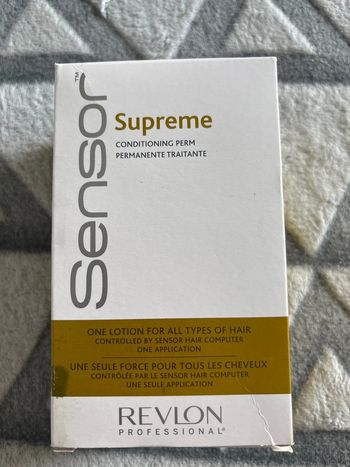 Sensor™
Supreme
CONDITIONING PERM
PERMANENTE TRAITANTE
ONE LOTION FOR ALL TYPES OF HAIR
CONTROLLED BY SENSOR HAIR COMPUTER
ONE APPLICATION
UNE SEULE FORCE POUR TOUS LES CHEVEUX
CONTRÔLÉE PAR LE SENSOR HAIR COMPUTER
UNE SEULE APPLICATION
REVLON
PROFESSIONAL®